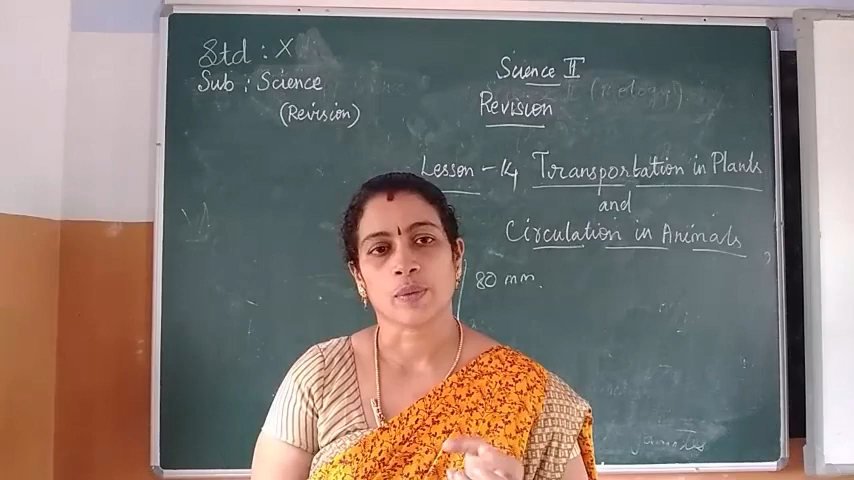 Std : X
Sub : Science
(Revision)
Science II
Revision
Lesson - 14 Transportation in Plants
and
Circulation in Animals
80 mm.